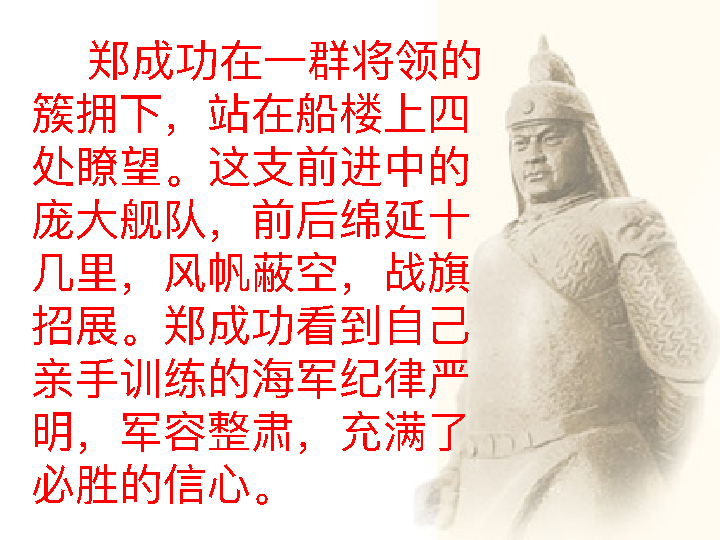 郑成功在一群将领的
簇拥下，站在船楼上四
处瞭望。这支前进中的
庞大舰队，前后绵延十
几里，风帆蔽空，战旗
招展。郑成功看到自己
亲手训练的海军纪律严
明，军容整肃，充满了
必胜的信心。